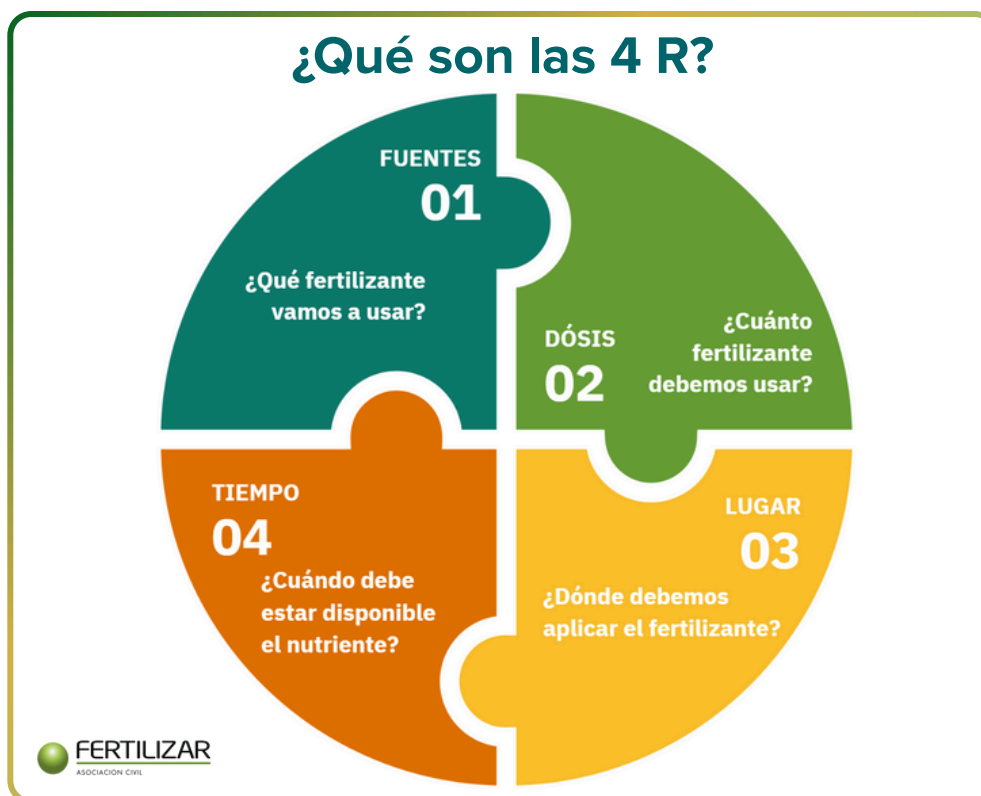 ¿Qué son las 4 R?
FUENTES
01
¿Qué fertilizante
vamos a usar?
DÓSIS
02
¿Cuánto
fertilizante
debemos usar?
LUGAR
03
¿Dónde debemos
aplicar el fertilizante?
TIEMPO
04
¿Cuándo debe
estar disponible
el nutriente?
FERTILIZAR
ASOCIACION CIVIL